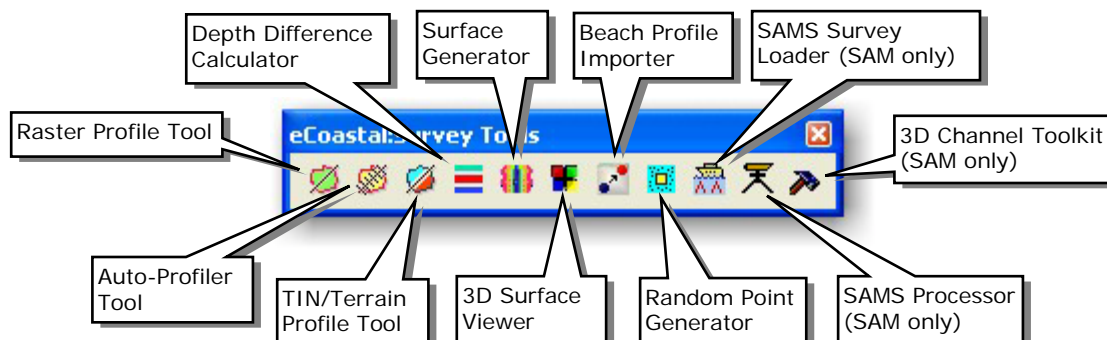 Depth Difference
Calculator
Surface
Generator
Beach Profile
Importer
SAMS Survey
Loader (SAM only)
Raster Profile Tool
eCoastal:Survey Tools
3D Channel Toolkit
(SAM only)
Auto-Profiler
Tool
TIN/Terrain
Profile Tool
3D Surface
Viewer
Random Point
Generator
SAMS Processor
(SAM only)